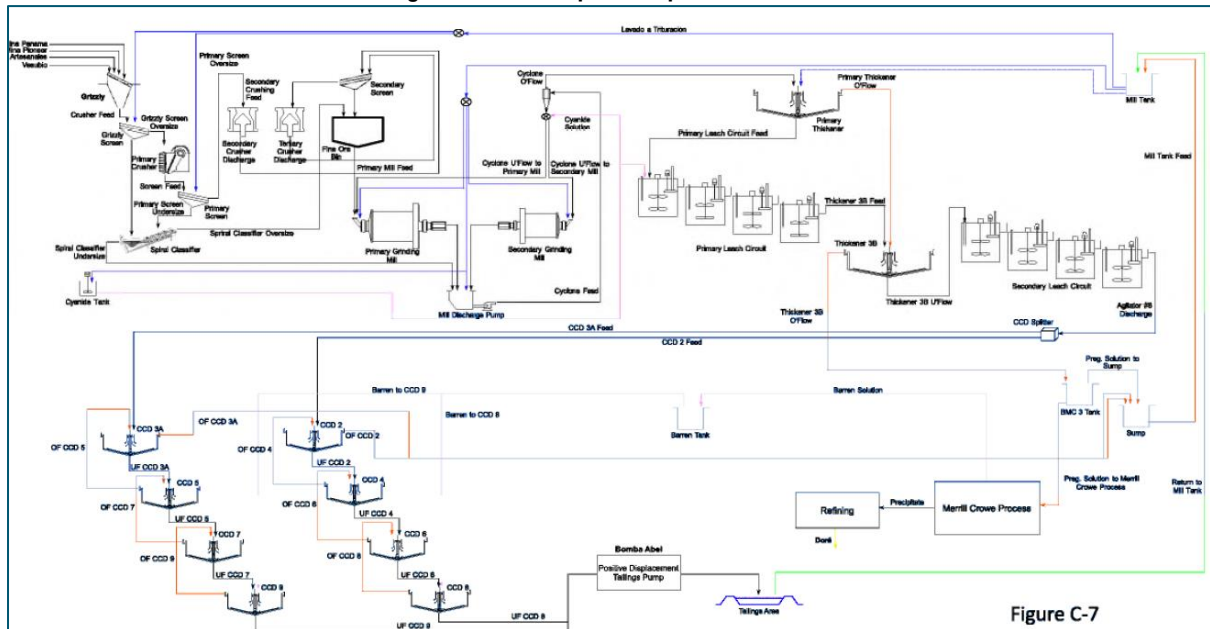 Lavado a Trituracion
Pioneer
Artesanales
Vesubio
Grizzly
Crusher Feed
Grizzly Screen
Oversize
Grizzly
Screen
Primary
Crusher
Screen Feed
Primary Screen
Undersize
Primary
Screen
Primary Screen
Oversize
Secondary
Crushing
Feed
Secondary
Crusher
Discharge
Tertiary
Crusher
Discharge
Secondary
Screen
Fine Ore
Bin
Primary Mill Feed
Spiral Classifier
Undersize
Spiral Classifier
Spiral Classifier Oversize
Primary Grinding
Mill
Secondary Grinding
Mill
Cyanide Tank
Mill Discharge Pump
Cyclone Feed
Cyclone
O'Flow
Cyanide
Solution
Cyclone U'Flow to
Primary Mill
Cyclone U'Flow to
Secondary Mill
Primary Leach Circuit Feed
Primary Thickener
O'Flow
Primary
Thickener
Mill Tank
Mill Tank
Feed
Primary Leach Circuit
Thickener 3B Feed
Thickener 3B
Thickener 3B U'Flow
Thickener 3B
O'Flow
Secondary Leach Circuit
Agitator #8
Discharge
CCD Splitter
CCD 3A Feed
CCD 2 Feed
Preg. Solution to
Sump
BMC 3 Tank
Sump
Barren to CCD 9
Barren Solution
Barren to CCD 8
Barren Tank
OF CCD 3A
CCD 3A
OF CCD 5
UF CCD 3A
CCD 5
OF CCD 7
UF CCD 5
CCD 7
OF CCD 9
UF CCD 7
CCD 9
UF CCD 9
CCD 2
OF CCD 2
OF CCD 4
UF CCD 2
CCD 4
OF CCD 6
UF CCD 4
CCD 6
OF CCD 8
UF CCD 6
CCD 8
UF CCD 8
Preg. Solution to Merrill
Crowe Process
Return to
Mill Tank
Merrill Crowe Process
Precipitate
Refining
Doré
Bomba Abel
Positive Displacement
Tailings Pump
Tailings Area
Figure C-7